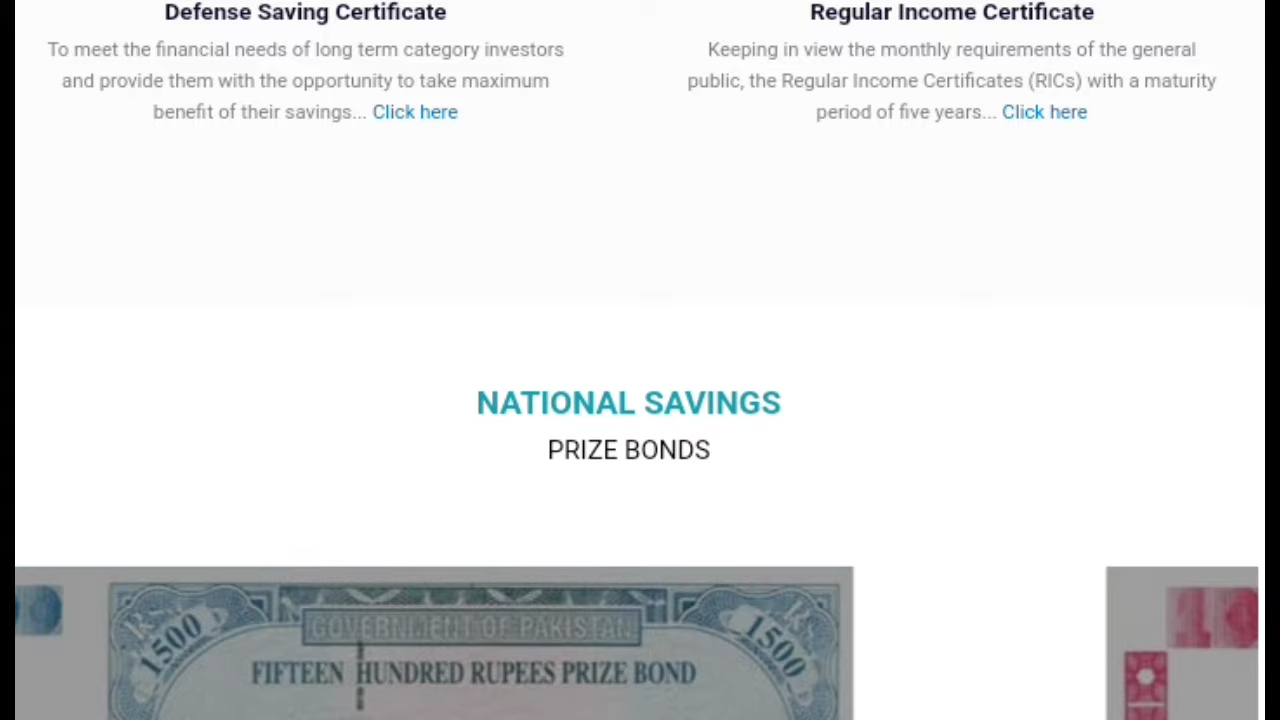 Defense Saving Certificate
To meet the financial needs of long term category investors
and provide them with the opportunity to take maximum
benefit of their savings... Click here
Regular Income Certificate
Keeping in view the monthly requirements of the general
public, the Regular Income Certificates (RICs) with a maturity
period of five years... Click here
NATIONAL SAVINGS
PRIZE BONDS
Rs 1500
GOVERNMENT OF PAKISTAN
Rs 1500
FIFTEEN HUNDRED RUPEES PRIZE BOND